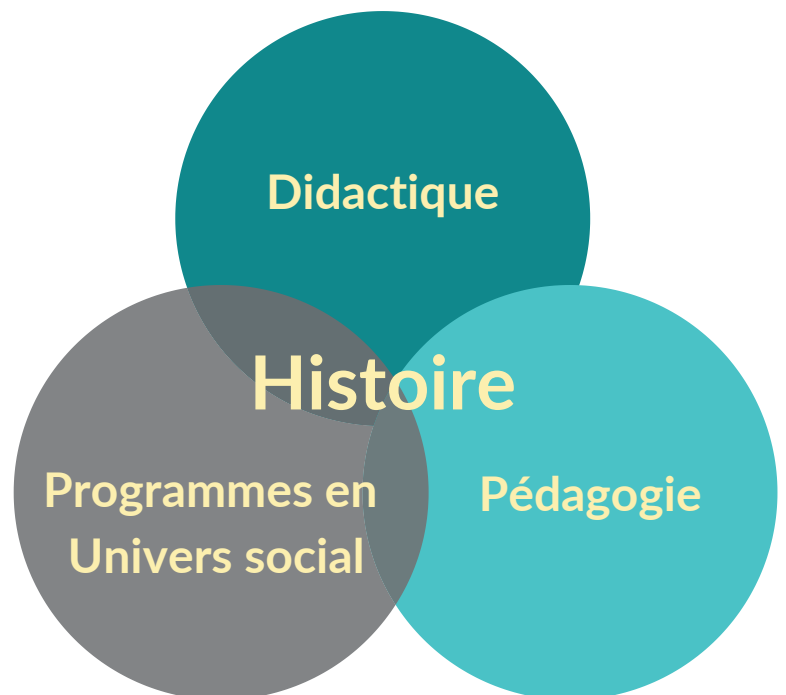 Didactique
Histoire
Programmes en
Univers social
Pédagogie